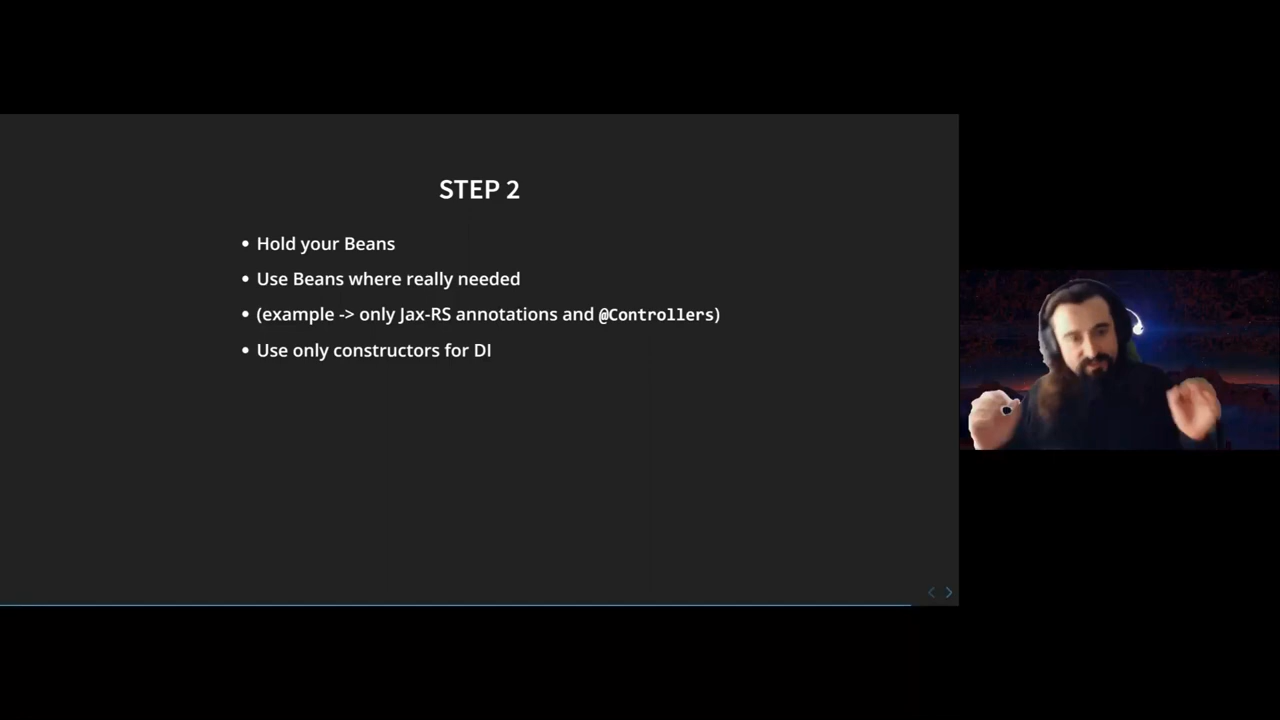 STEP 2
• Hold your Beans
• Use Beans where really needed
• (example -> only Jax-RS annotations and @Controllers)
• Use only constructors for DI